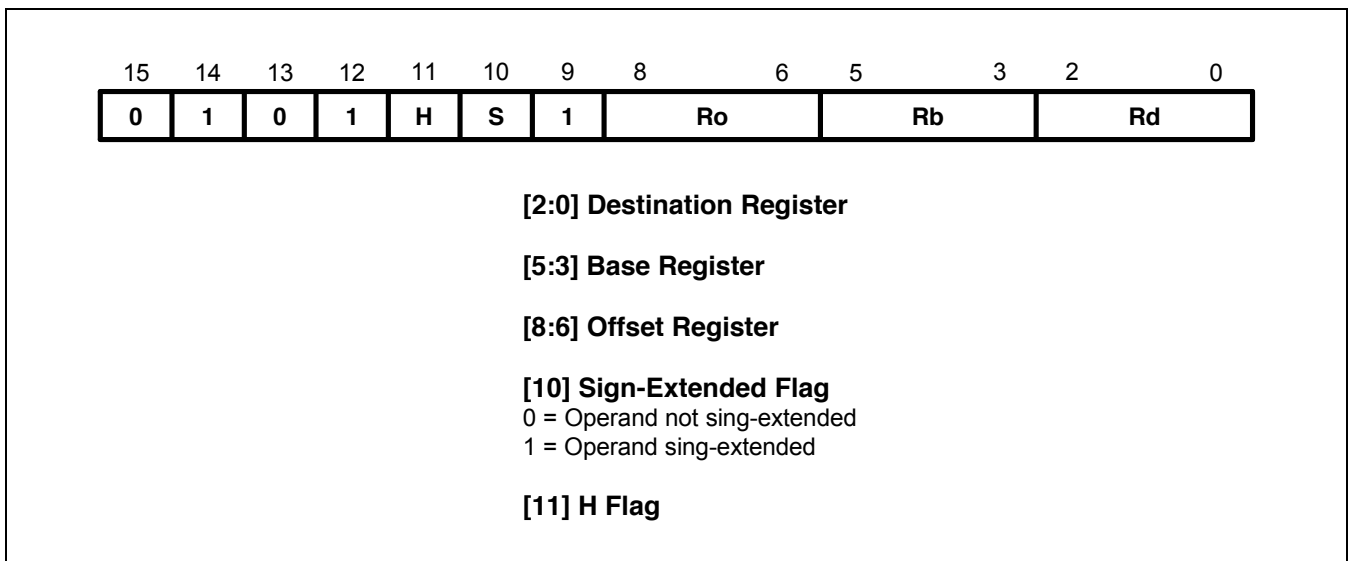 15 14 13 12 11 10 9 8 6 5 3 2 0
0 1 0 1 H S 1 Ro Rb Rd
[2:0] Destination Register
[5:3] Base Register
[8:6] Offset Register
[10] Sign-Extended Flag
0 = Operand not sing-extended
1 = Operand sing-extended
[11] H Flag